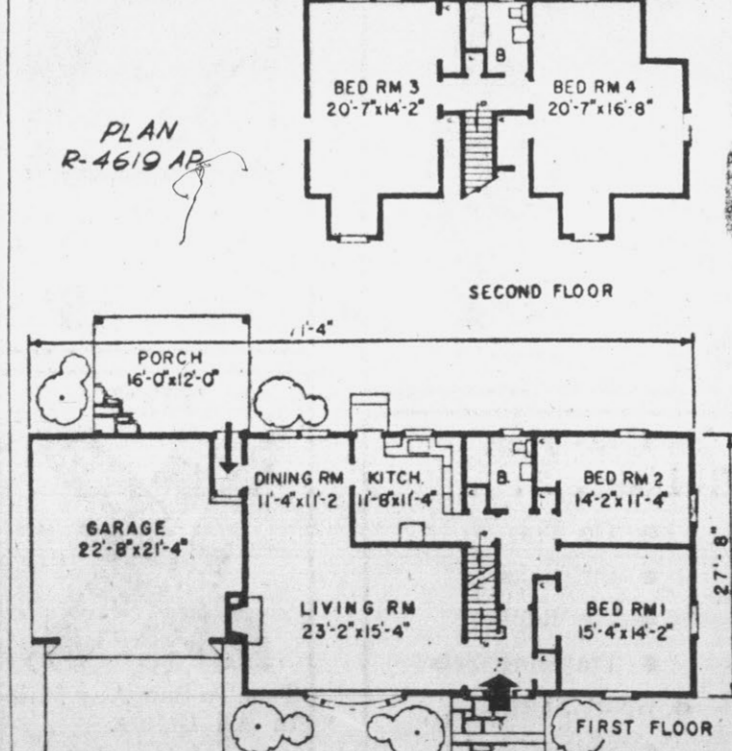 BED RM 3
20'-7"x14'-2"
B
BED RM 4
20'-7"x16'-8"
PLAN
R-4619 AP
SECOND FLOOR
1'-4"
PORCH
16'-0"x12'-0"
DINING RM
11'-4"x11'-2
KITCH.
11'-8"x11'-4"
B.
BED RM 2
14'-2"x11'-4"
GARAGE
22'-8"x21'-4"
27'-8"
LIVING RM
23'-2"x15'-4"
BED RM1
15'-4"x14'-2"
FIRST FLOOR